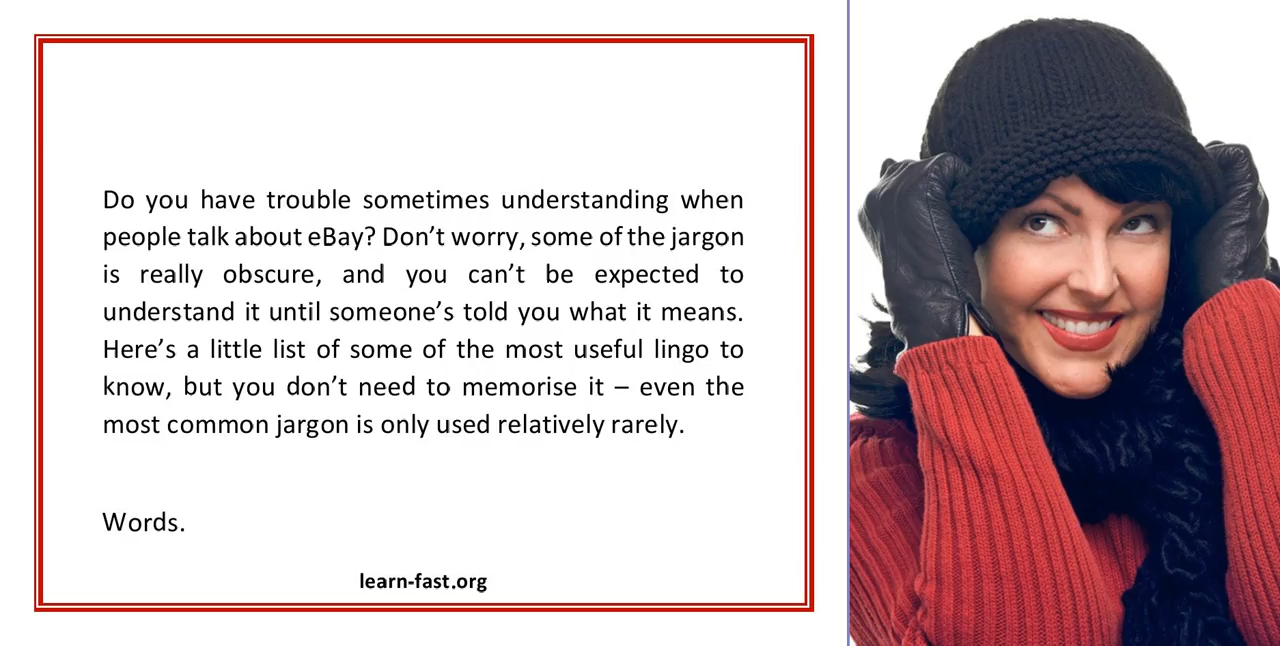 Do you have trouble sometimes understanding when
people talk about eBay? Don’t worry, some of the jargon
is really obscure, and you can’t be expected to
understand it until someone’s told you what it means.
Here’s a little list of some of the most useful lingo to
know, but you don’t need to memorise it – even the
most common jargon is only used relatively rarely.
Words.
learn-fast.org